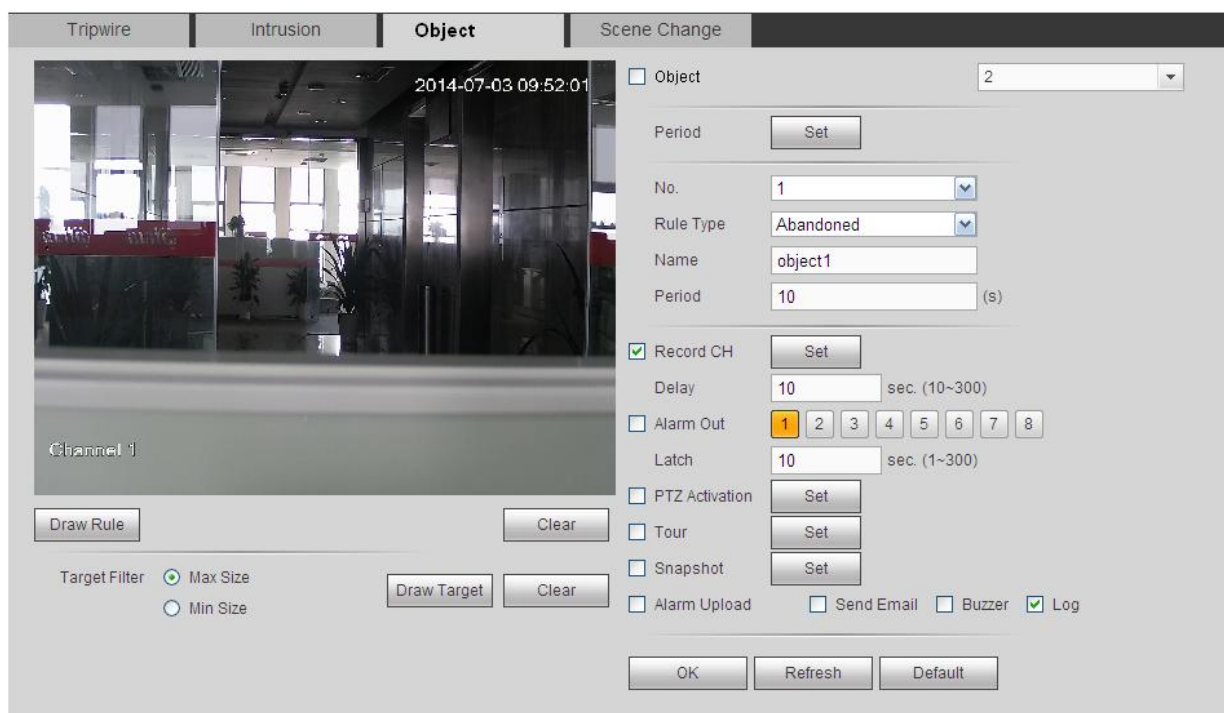 Tripwire
Intrusion
Object
Scene Change
2014-07-03 09:52:01
Channel 1
Draw Rule
Clear
Target Filter
Max Size
Min Size
Draw Target
Clear
Object
2
Period
Set
No.
1
Rule Type
Abandoned
Name
object1
Period
10
(s)
Record CH
Set
Delay
10
sec. (10~300)
Alarm Out
1 2 3 4 5 6 7 8
Latch
10
sec. (1~300)
PTZ Activation
Set
Tour
Set
Snapshot
Set
Alarm Upload
Send Email
Buzzer
Log
OK
Refresh
Default